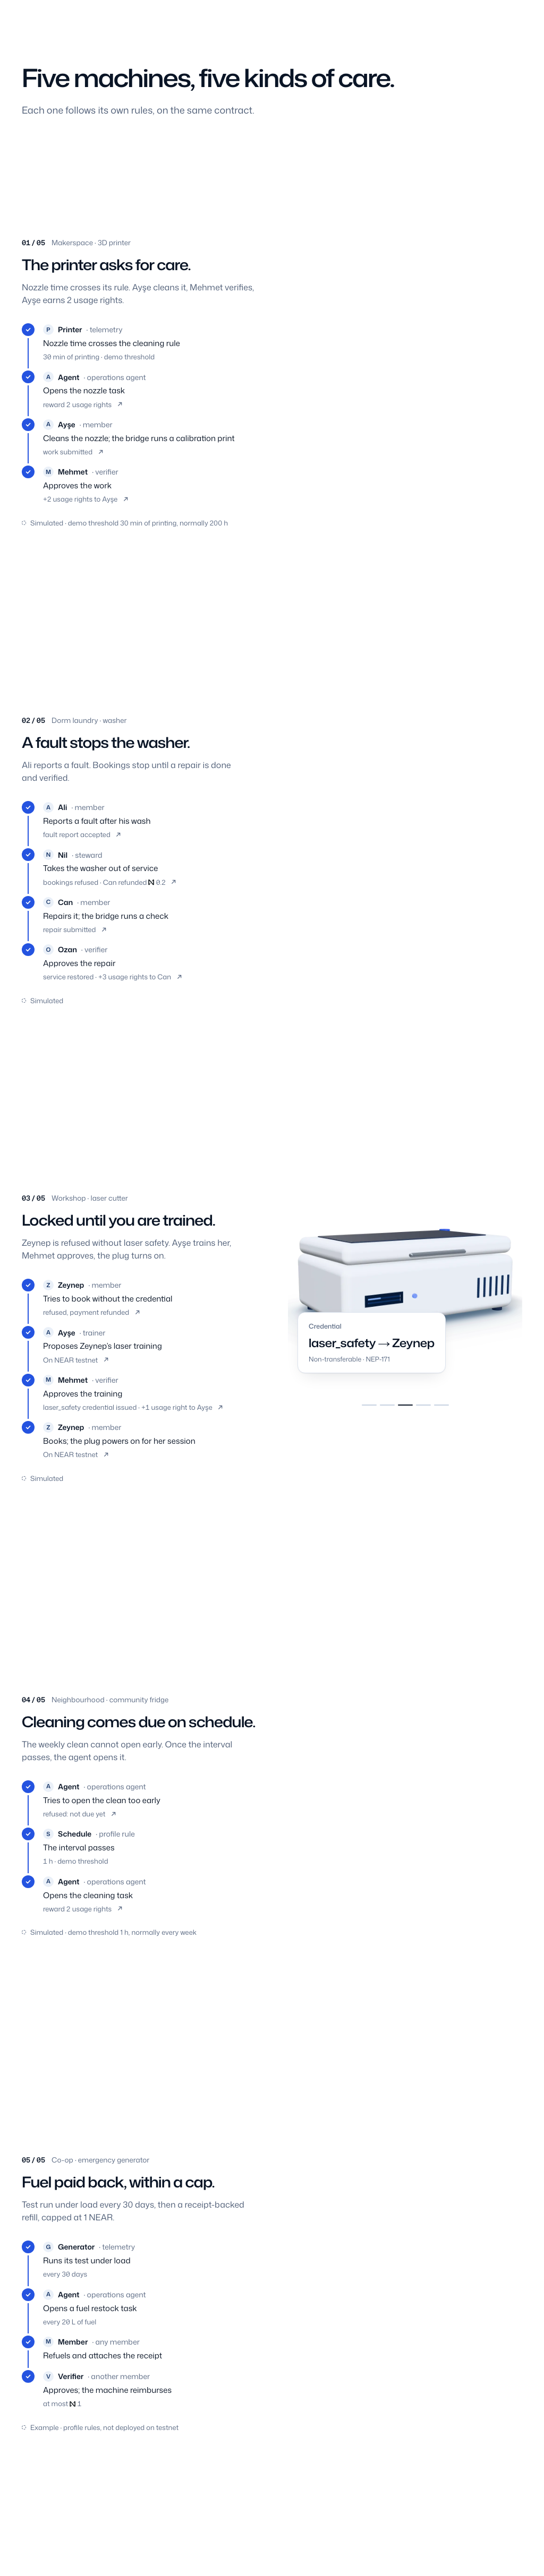 Five machines, five kinds of care.
Each one follows its own rules, on the same contract.
01 / 05 Makerspace · 3D printer
The printer asks for care.
Nozzle time crosses its rule. Ayşe cleans it, Mehmet verifies,
Ayşe earns 2 usage rights.
P Printer · telemetry
Nozzle time crosses the cleaning rule
30 min of printing · demo threshold
A Agent · operations agent
Opens the nozzle task
reward 2 usage rights ↗
A Ayşe · member
Cleans the nozzle; the bridge runs a calibration print
work submitted ↗
M Mehmet · verifier
Approves the work
+2 usage rights to Ayşe ↗
Simulated · demo threshold 30 min of printing, normally 200 h
02 / 05 Dorm laundry · washer
A fault stops the washer.
Ali reports a fault. Bookings stop until a repair is done
and verified.
A Ali · member
Reports a fault after his wash
fault report accepted ↗
N Nil · steward
Takes the washer out of service
bookings refused · Can refunded N 0.2 ↗
C Can · member
Repairs it; the bridge runs a check
repair submitted ↗
O Ozan · verifier
Approves the repair
service restored · +3 usage rights to Can ↗
Simulated
03 / 05 Workshop · laser cutter
Locked until you are trained.
Zeynep is refused without laser safety. Ayşe trains her,
Mehmet approves, the plug turns on.
Z Zeynep · member
Tries to book without the credential
refused, payment refunded ↗
A Ayşe · trainer
Proposes Zeynep's laser training
On NEAR testnet ↗
M Mehmet · verifier
Approves the training
laser_safety credential issued · +1 usage right to Ayşe ↗
Z Zeynep · member
Books; the plug powers on for her session
On NEAR testnet ↗
Simulated
Credential
laser_safety → Zeynep
Non-transferable · NEP-171
04 / 05 Neighbourhood · community fridge
Cleaning comes due on schedule.
The weekly clean cannot open early. Once the interval
passes, the agent opens it.
A Agent · operations agent
Tries to open the clean too early
refused: not due yet ↗
S Schedule · profile rule
The interval passes
1 h · demo threshold
A Agent · operations agent
Opens the cleaning task
reward 2 usage rights ↗
Simulated · demo threshold 1 h, normally every week
05 / 05 Co-op · emergency generator
Fuel paid back, within a cap.
Test run under load every 30 days, then a receipt-backed
refill, capped at 1 NEAR.
G Generator · telemetry
Runs its test under load
every 30 days
A Agent · operations agent
Opens a fuel restock task
every 20 L of fuel
M Member · any member
Refuels and attaches the receipt
V Verifier · another member
Approves; the machine reimburses
at most N 1
Example · profile rules, not deployed on testnet